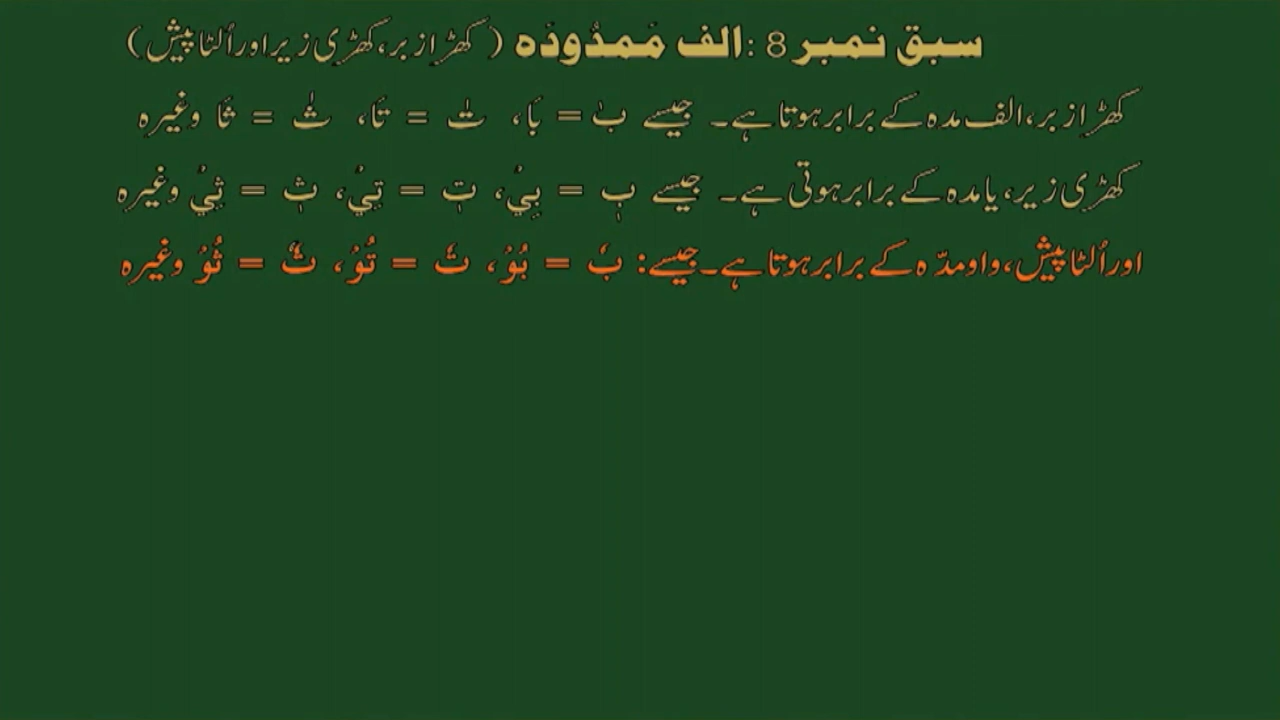 سبق نمبر 8 :الف مَمدُودَہ ( کھڑا زبر، کھڑی زیر اور اُلٹا پیش)
کھڑا زبر، الف مدہ کے برابر ہوتا ہے۔ جیسے بٰ = بَا، تٰ = تَا، ثٰ = ثَا وغیرہ
کھڑی زیر، یا مدہ کے برابر ہوتی ہے۔ جیسے بٖ = بِيْ، تٖ = تِيْ، ثٖ = ثِيْ وغیرہ
اور اُلٹا پیش، واو مدّہ کے برابر ہوتا ہے۔ جیسے: بٗ = بُوْ، تٗ = تُوْ، ثٗ = ثُوْ وغیرہ